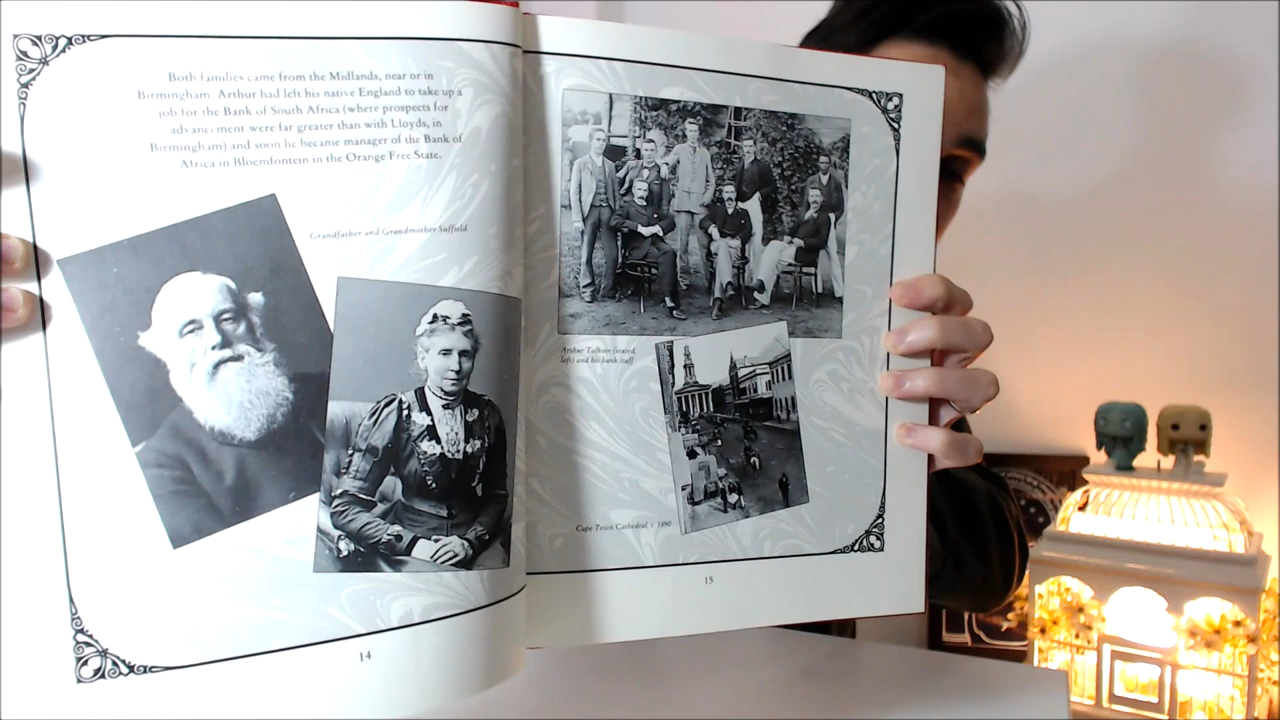 Both families came from the Midlands, near or in
Birmingham. Arthur had left his native England to take up a
job for the Bank of South Africa (where prospects for
advancement were far greater than with Lloyds, in
Birmingham) and soon he became manager of the Bank of
Africa in Bloemfontein in the Orange Free State.
Grandfather and Grandmother Suffield
14
Arthur Tolkien (seated,
left) and his bank staff
Cape Town Cathedral, c. 1890
15